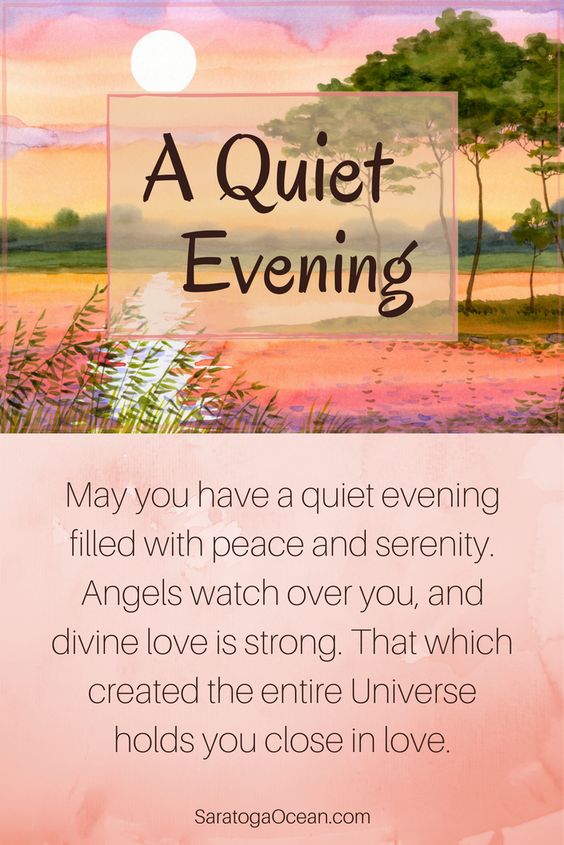 A Quiet
Evening
May you have a quiet evening
filled with peace and serenity.
Angels watch over you, and
divine love is strong. That which
created the entire Universe
holds you close in love.
SaratogaOcean.com